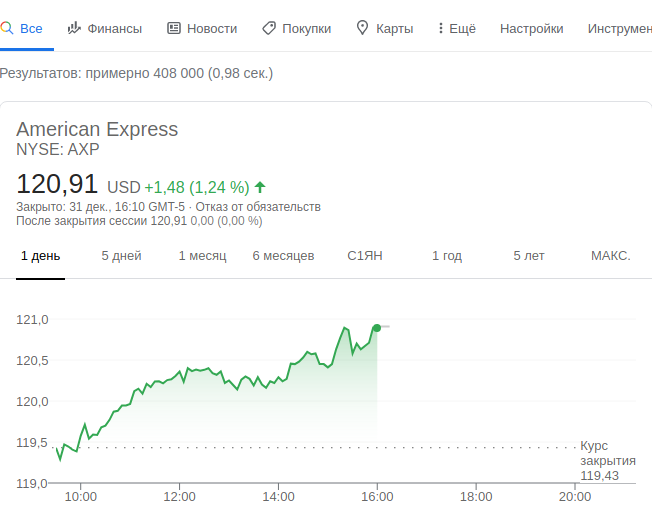 Все Финансы Новости Покупки Карты Ещё Настройки Инструмен
Результатов: примерно 408 000 (0,98 сек.)
American Express
NYSE: AXP
120,91 USD +1,48 (1,24 %)
Закрыто: 31 дек., 16:10 GMT-5 · Отказ от обязательств
После закрытия сессии 120,91 0,00 (0,00 %)
1 день 5 дней 1 месяц 6 месяцев С1ЯН 1 год 5 лет МАКС.
121,0
120,5
120,0
119,5
Курс
закрытия
119,43
119,0
10:00 12:00 14:00 16:00 18:00 20:00